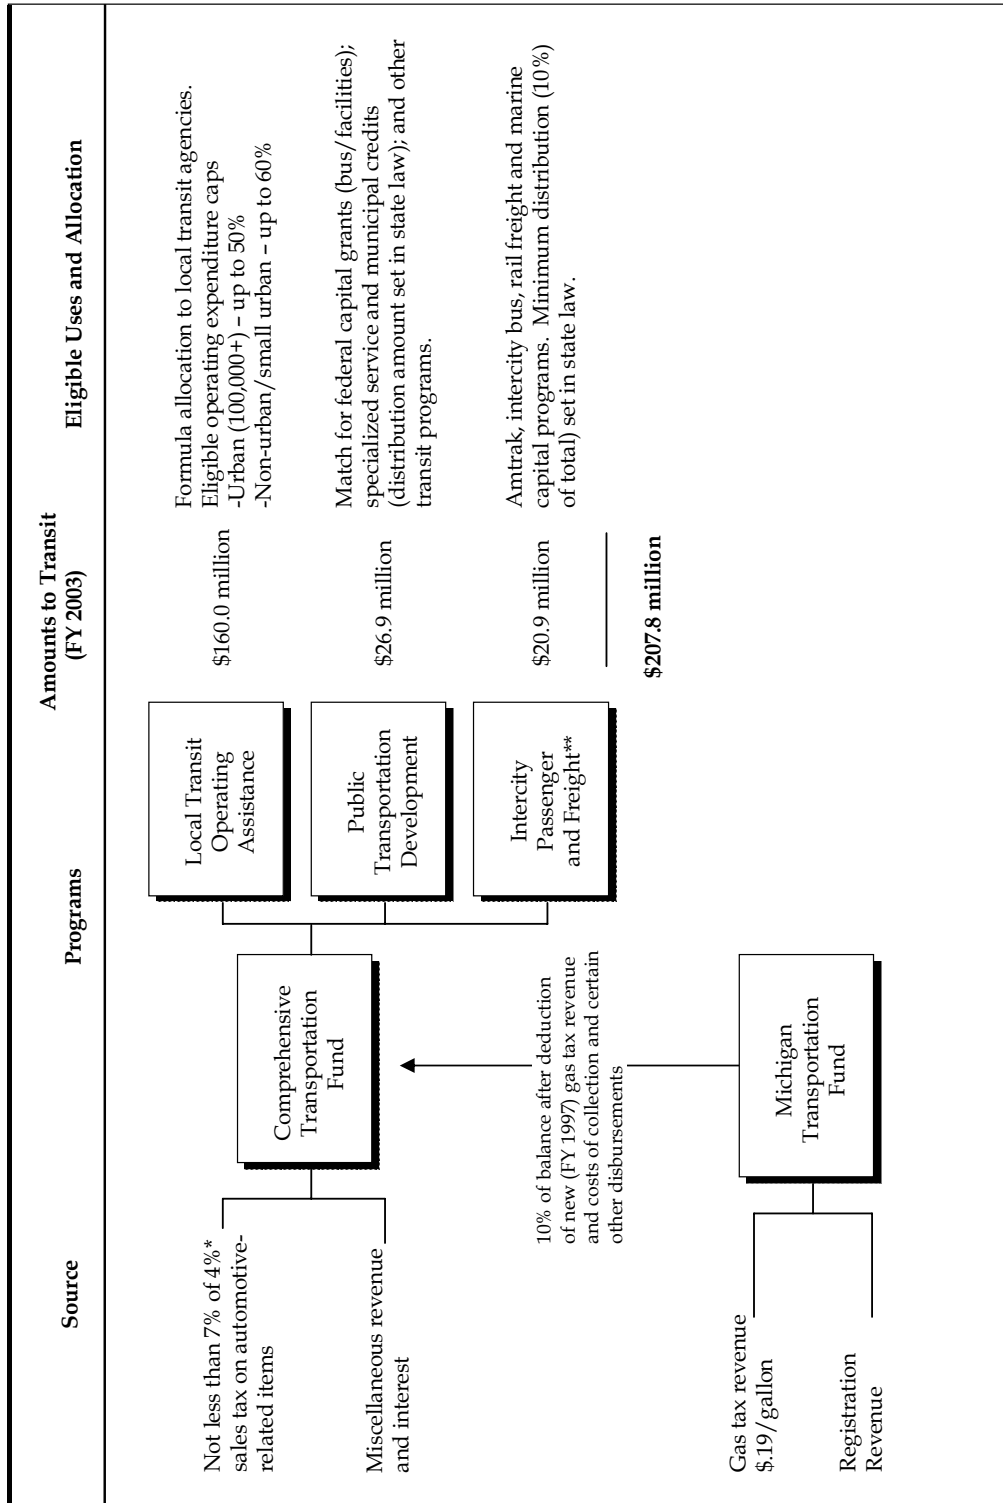 Source
Programs
Amounts to Transit
(FY 2003)
Eligible Uses and Allocation
Not less than 7% of 4%*
sales tax on automotive-
related items
Miscellaneous revenue
and interest
Comprehensive
Transportation
Fund
Local Transit
Operating
Assistance
$160.0 million
Formula allocation to local transit agencies.
Eligible operating expenditure caps
-Urban (100,000+) – up to 50%
-Non-urban/small urban – up to 60%
Public
Transportation
Development
$26.9 million
Match for federal capital grants (bus/facilities);
specialized service and municipal credits
(distribution amount set in state law); and other
transit programs.
Intercity
Passenger
and Freight**
$20.9 million
Amtrak, intercity bus, rail freight and marine
capital programs. Minimum distribution (10%)
of total) set in state law.
$207.8 million
10% of balance after deduction
of new (FY 1997) gas tax revenue
and costs of collection and certain
other disbursements
Gas tax revenue
$.19/gallon
Registration
Revenue
Michigan
Transportation
Fund